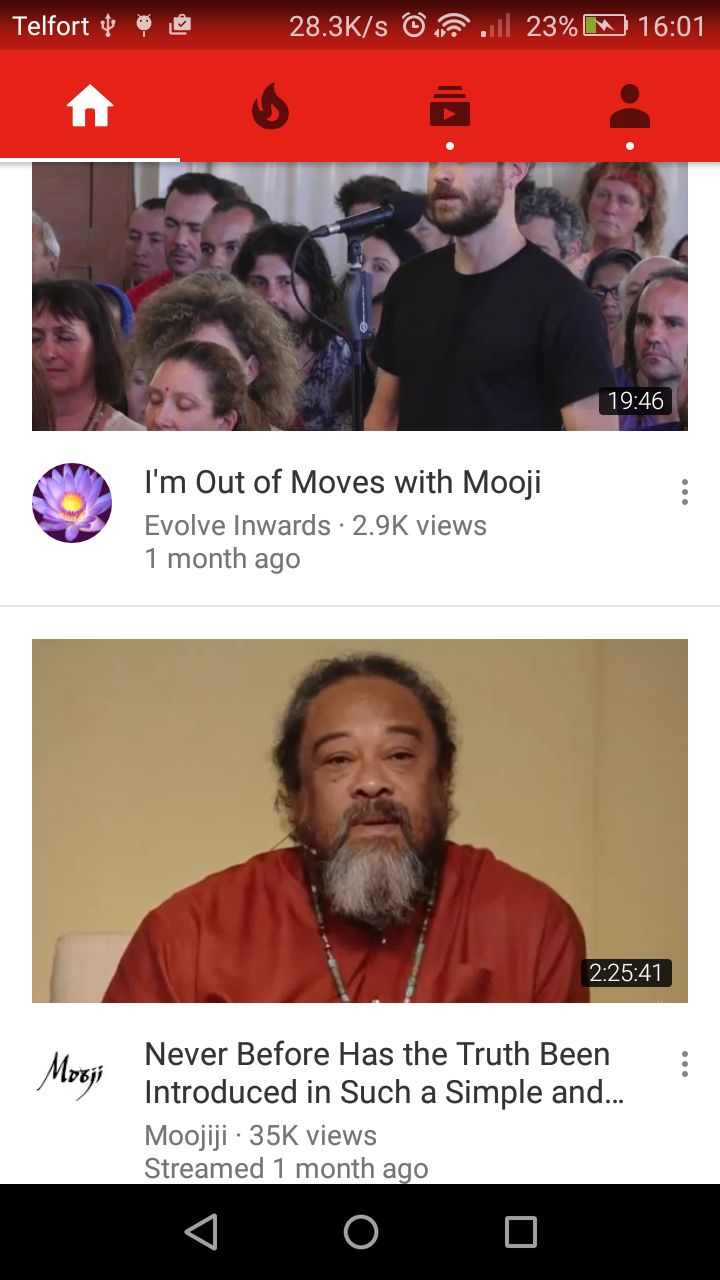 Telfort 28.3K/s 23% 16:01
19:46
I'm Out of Moves with Mooji
Evolve Inwards · 2.9K views
1 month ago
2:25:41
Mooji
Never Before Has the Truth Been
Introduced in Such a Simple and...
Moojiji · 35K views
Streamed 1 month ago